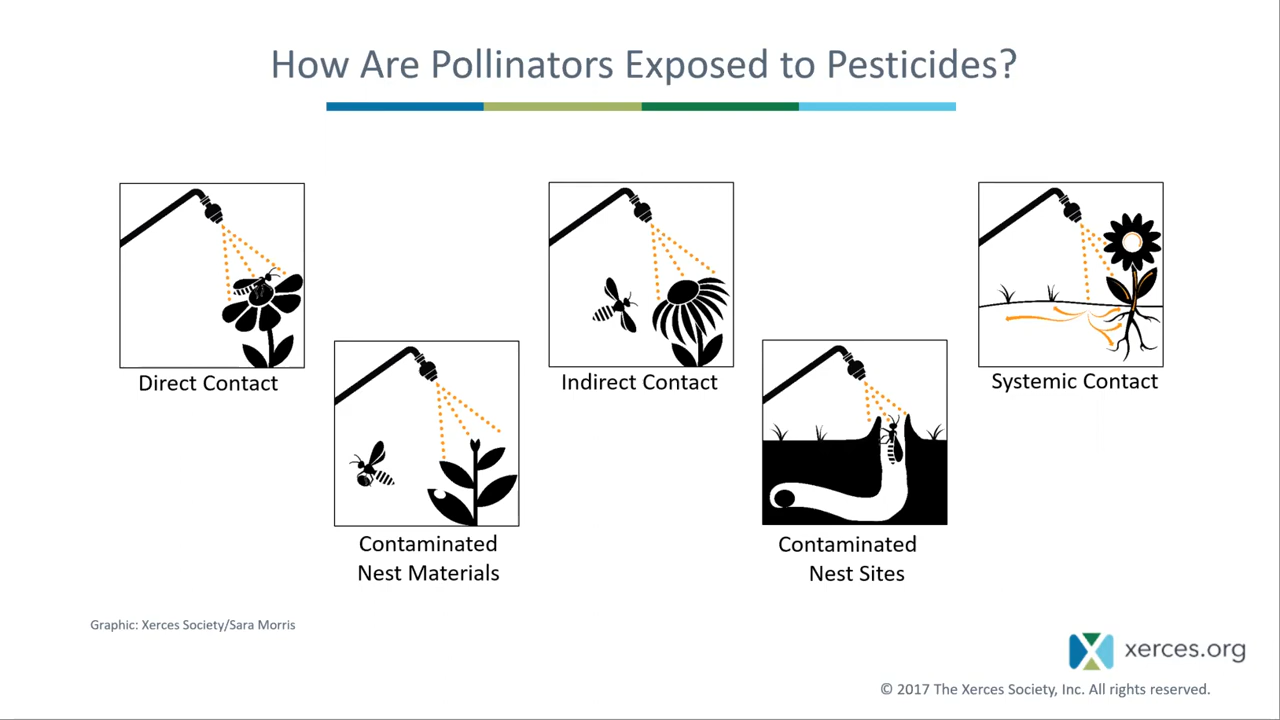 How Are Pollinators Exposed to Pesticides?
Direct Contact
Indirect Contact
Systemic Contact
Contaminated
Nest Materials
Contaminated
Nest Sites
Graphic: Xerces Society/Sara Morris
xerces.org
© 2017 The Xerces Society, Inc. All rights reserved.